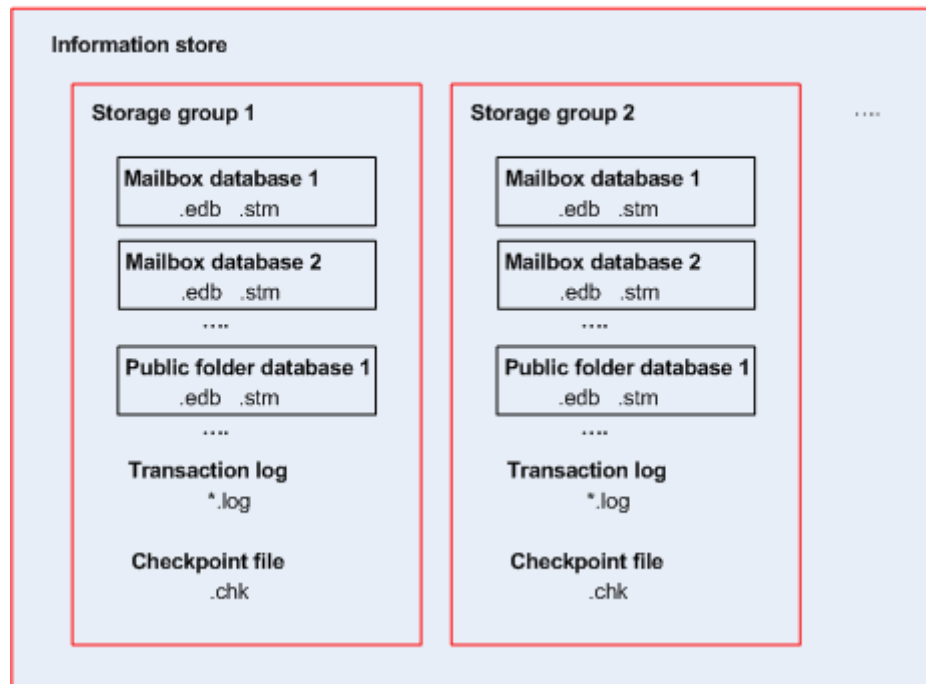 Information store
Storage group 1
Mailbox database 1
.edb .stm
Mailbox database 2
.edb .stm
....
Public folder database 1
.edb .stm
....
Transaction log
*.log
Checkpoint file
.chk
Storage group 2
Mailbox database 1
.edb .stm
Mailbox database 2
.edb .stm
....
Public folder database 1
.edb .stm
....
Transaction log
*.log
Checkpoint file
.chk
....